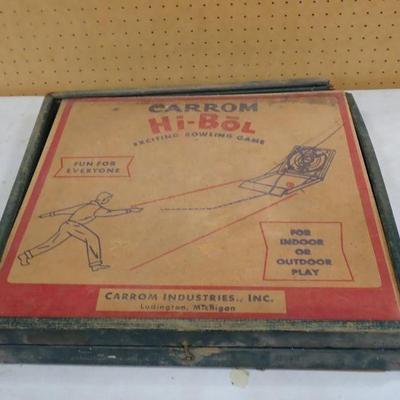 CARROM
Hi-BōL
EXCITING BOWLING GAME
FUN FOR
EVERYONE
FOR
INDOOR
OR
OUTDOOR
PLAY
CARROM INDUSTRIES., INC.
Ludington, Michigan